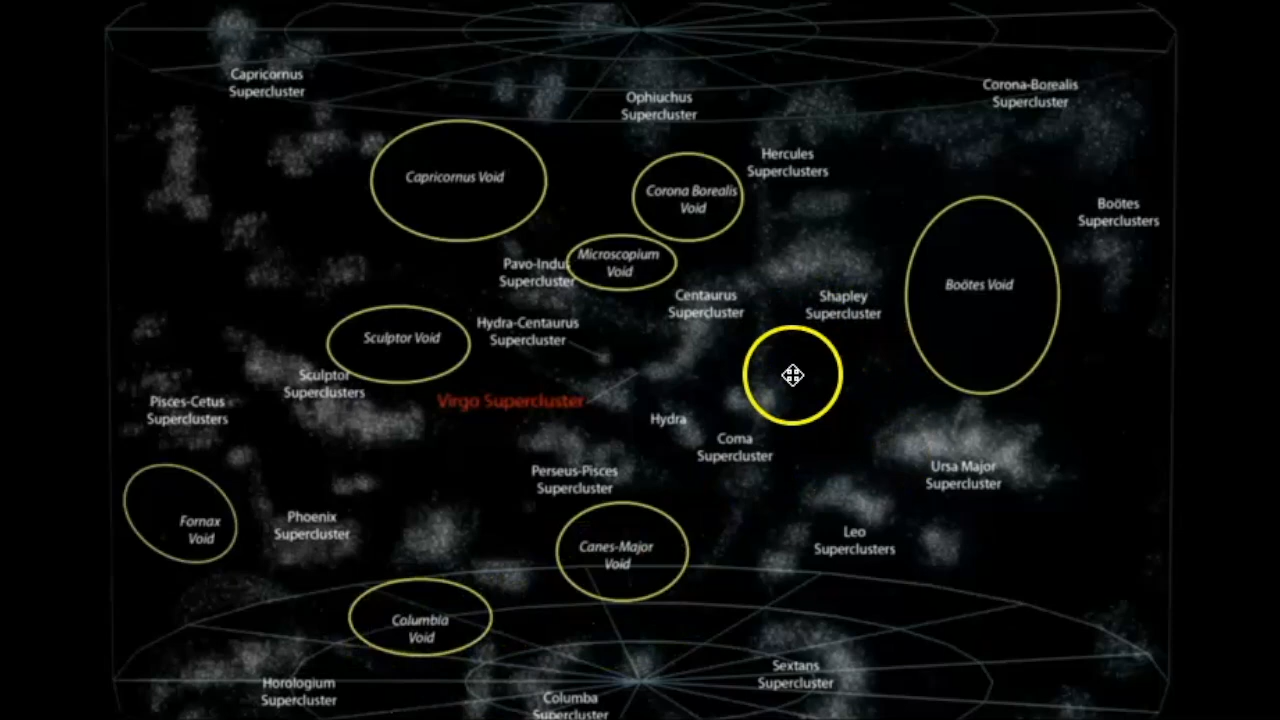 Capricornus
Supercluster
Ophiuchus
Supercluster
Corona-Borealis
Supercluster
Capricornus Void
Corona Borealis
Void
Hercules
Superclusters
Boötes
Superclusters
Pavo-Indus
Supercluster
Microscopium
Void
Centaurus
Supercluster
Shapley
Supercluster
Boötes Void
Sculptor Void
Hydra-Centaurus
Supercluster
Sculptor
Superclusters
Pisces-Cetus
Superclusters
Virgo Supercluster
Hydra
Coma
Supercluster
Perseus-Pisces
Supercluster
Ursa Major
Supercluster
Fornax
Void
Phoenix
Supercluster
Canes-Major
Void
Leo
Superclusters
Columbia
Void
Horologium
Supercluster
Columba
Supercluster
Sextans
Supercluster